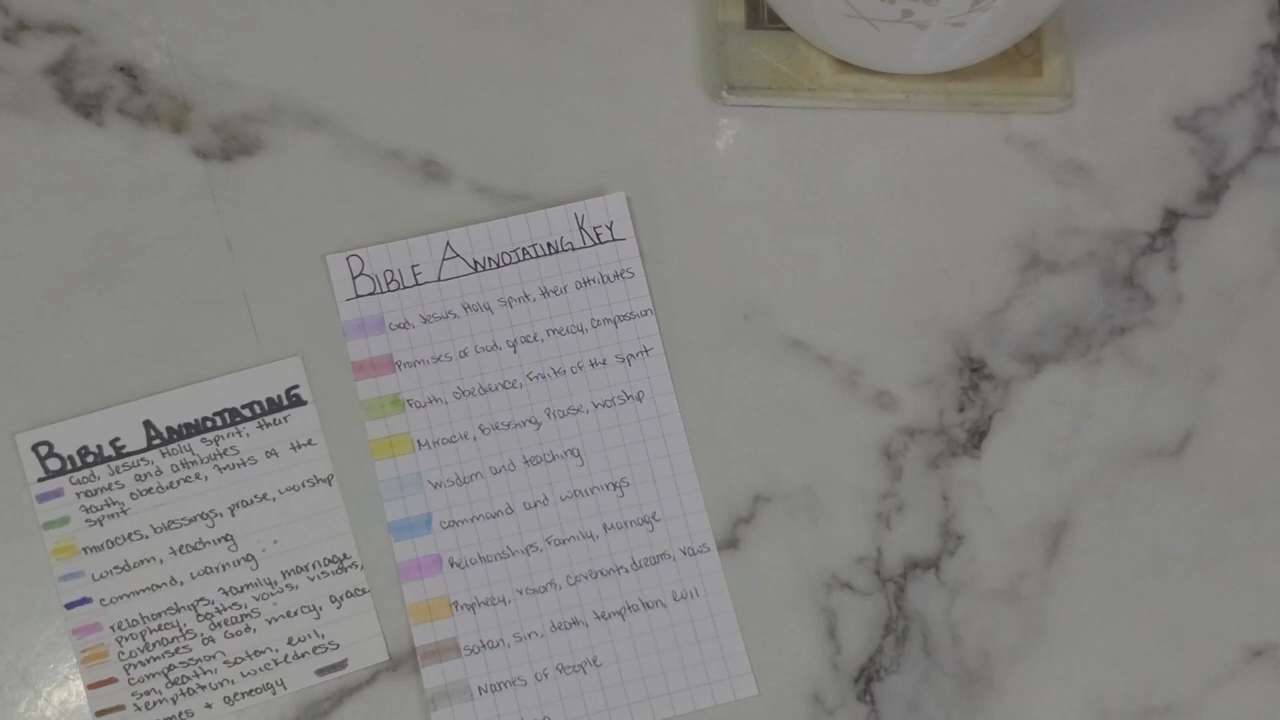 BIBLE ANNOTATING KEY
God, Jesus, Holy Spirit, their attributes
Promises of God, grace, mercy, compassion
Faith, obedience, Fruits of the spirit
Miracle, Blessing, Praise, worship
Wisdom and teaching
command and warnings
Relationships, Family, Marriage
Prophecy, visions, covenants, dreams, vows
satan, sin, death, temptation, evil
Names of People
BIBLE ANNOTATING
God, Jesus, Holy Spirit; their
names and attributes
faith, obedience, fruits of the
spirit
miracles, blessings, praise, worship
wisdom, teaching
command, warning
relationships, family, marriage
prophecy, oaths, vows, visions,
covenants, dreams
promises of God, mercy, grace
compassion
sin, death, satan, evil,
temptation, wickedness
+ geneolgy